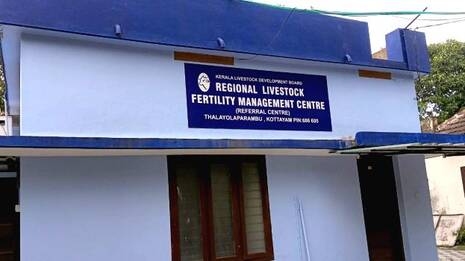 KERALA LIVESTOCK DEVELOPMENT BOARD
REGIONAL LIVESTOCK
FERTILITY MANAGEMENT CENTRE
(REFERRAL CENTRE)
THALAYOLAPARAMBU, KOTTAYAM PIN:686 605